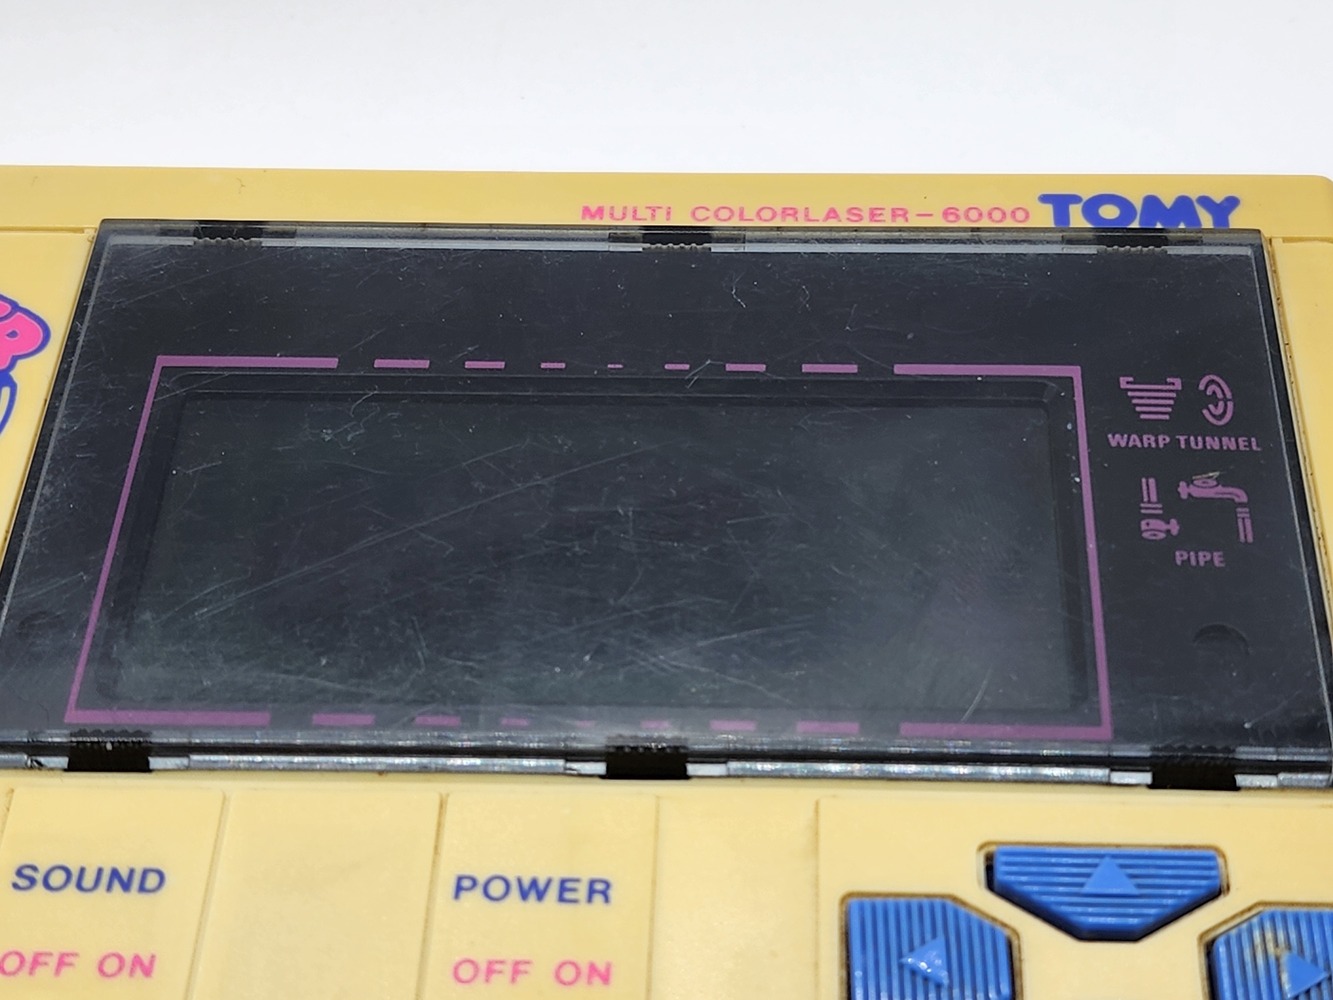 MULTI COLORLASER-6000 TOMY
WARP TUNNEL
PIPE
SOUND
OFF ON
POWER
OFF ON